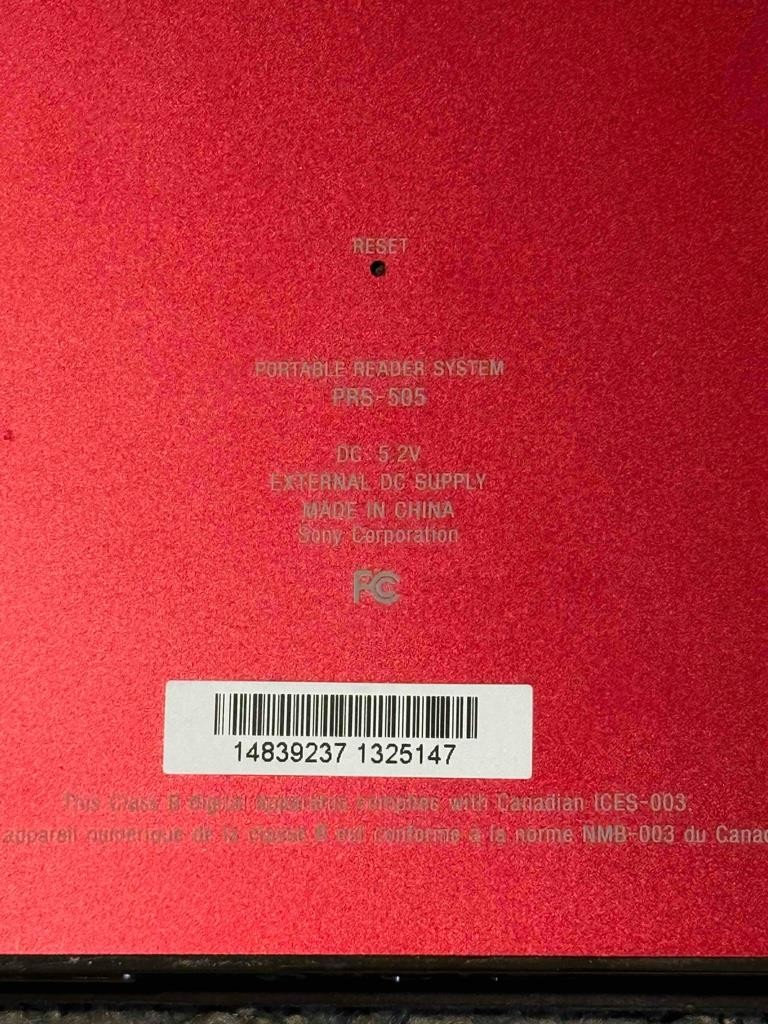 RESET
PORTABLE READER SYSTEM
PRS-505
DC 5.2V
EXTERNAL DC SUPPLY
MADE IN CHINA
Sony Corporation
FC
14839237 1325147
This Class B digital apparatus complies with Canadian ICES-003.
appareil numérique de la classe B est conforme à la norme NMB-003 du Canad